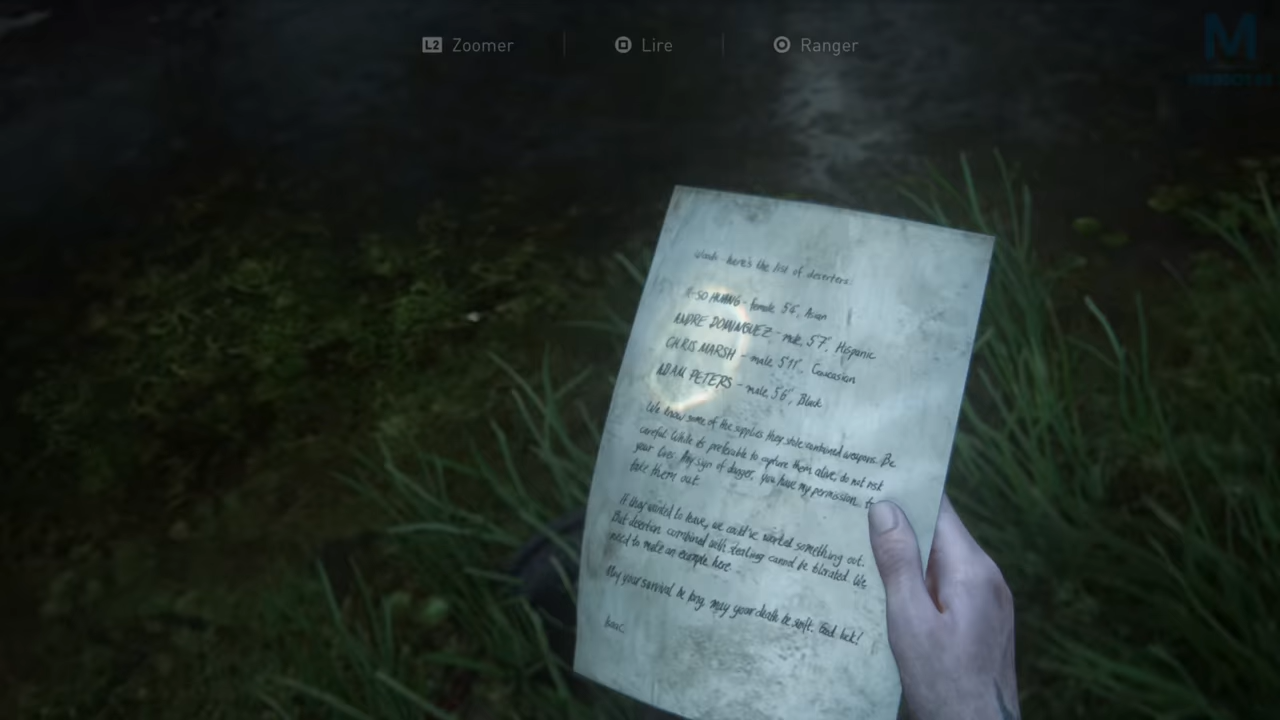 L2 Zoomer
Lire
Ranger
M
here's the list of deserters:
HUANG - female 5'6", Asian
ANDRE DOMINGUEZ - male, 5'7", Hispanic
CHRIS MARSH - male 5'11", Caucasian
ADAM PETERS - male, 5'6", Black
We know some of the supplies they stole contained weapons. Be
careful. While it's preferable to capture them alive, do not risk
your lives. Any sign of danger, you have my permission to
take them out.
If they wanted to leave, we could've worked something out.
But desertion combined with stealing cannot be tolerated. We
need to make an example here.
May your survival be long, may your death be swift. Good luck!
Isaac